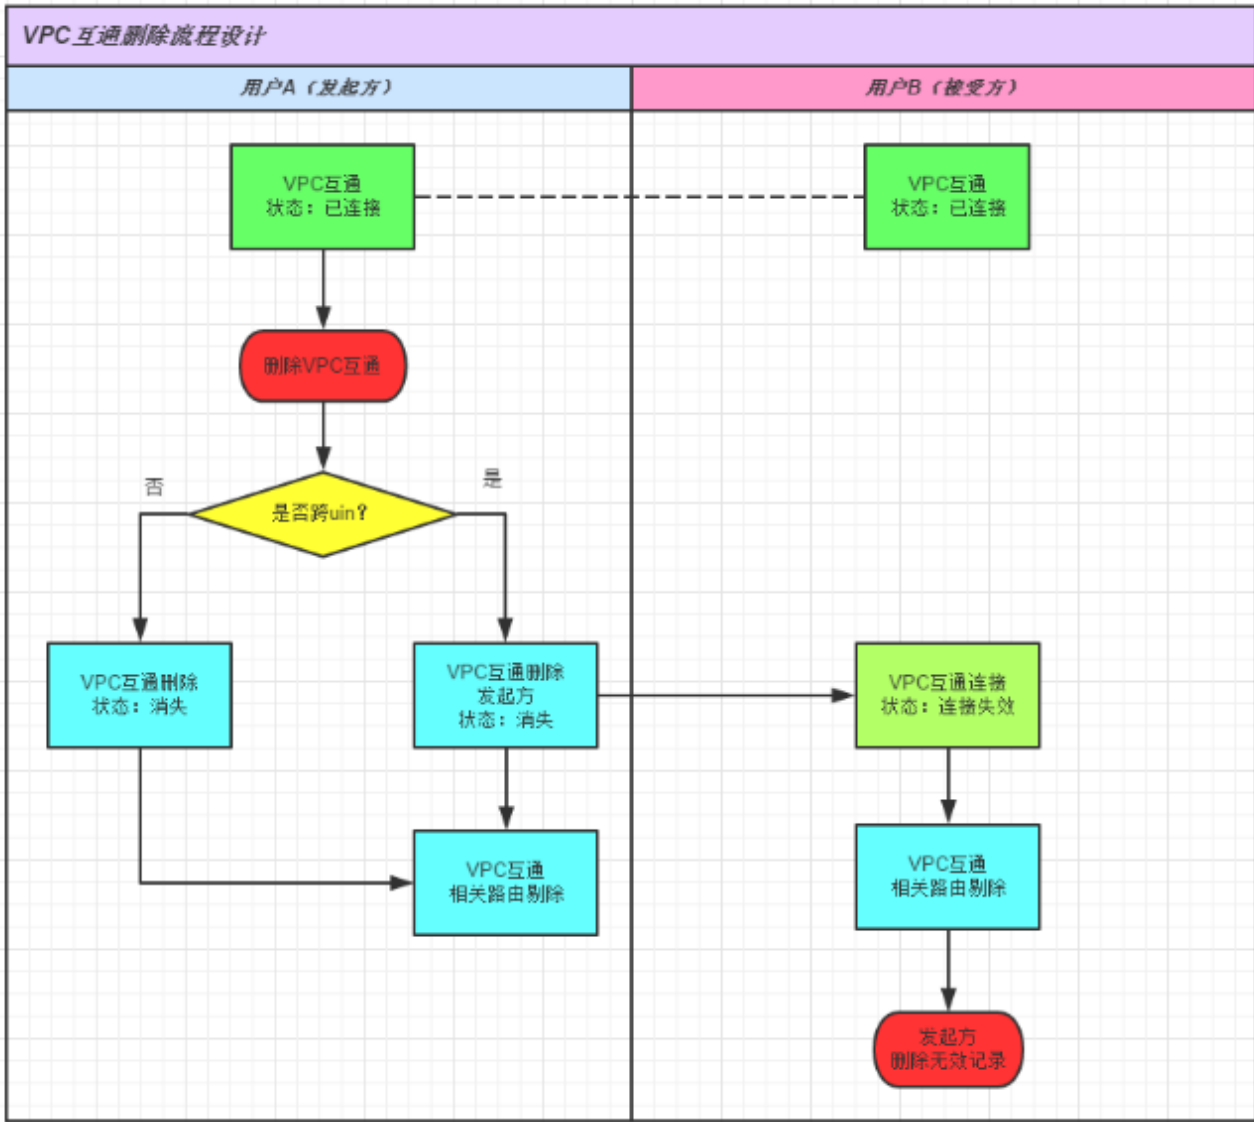 VPC互通删除流程设计
用户A（发起方）
用户B（接受方）
VPC互通
状态：已连接
VPC互通
状态：已连接
删除VPC互通
否
是
是否跨uin？
VPC互通删除
状态：消失
VPC互通删除
发起方
状态：消失
VPC互通连接
状态：连接失效
VPC互通
相关路由剔除
VPC互通
相关路由剔除
发起方
删除无效记录